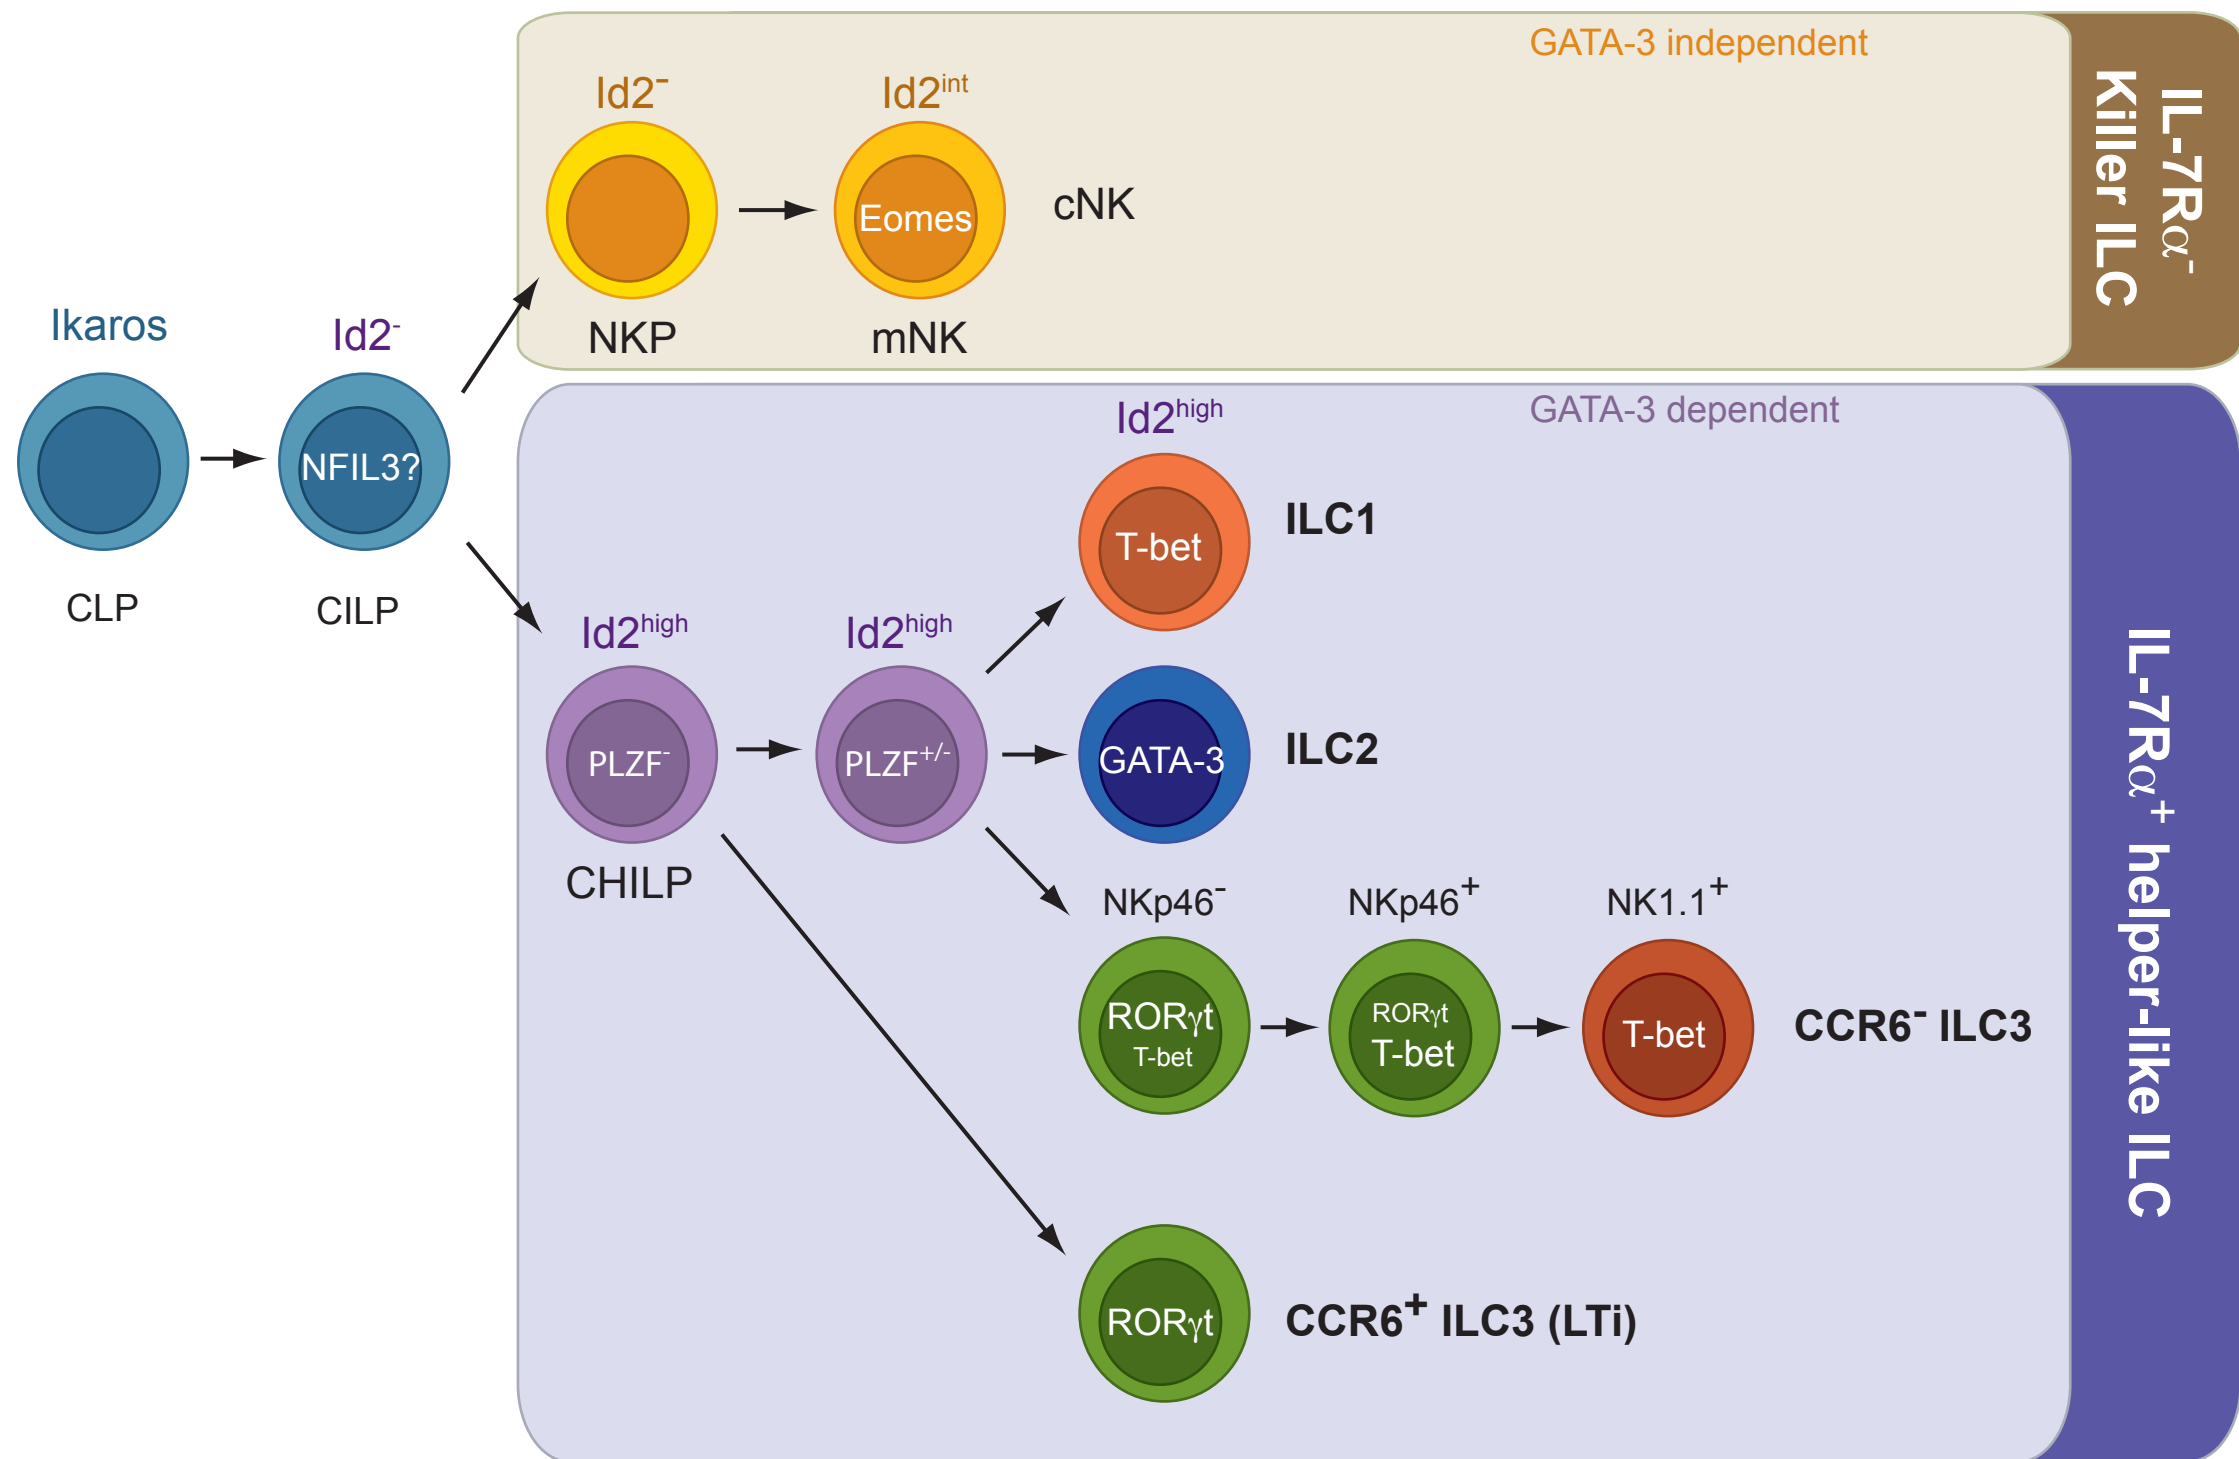 GATA-3 independent
Id2⁻
Id2ⁱⁿᵗ
Eomes
cNK
NKP
mNK
IL-7Rα⁻
Killer ILC
Ikaros
Id2⁻
NFIL3?
CLP
CILP
GATA-3 dependent
Id2ʰⁱᵍʰ
T-bet
ILC1
Id2ʰⁱᵍʰ
Id2ʰⁱᵍʰ
PLZF⁻
PLZF⁺/⁻
GATA-3
ILC2
CHILP
NKp46⁻
NKp46⁺
NK1.1⁺
RORγt
T-bet
RORγt
T-bet
T-bet
CCR6⁻ ILC3
RORγt
CCR6⁺ ILC3 (LTi)
IL-7Rα⁺ helper-like ILC